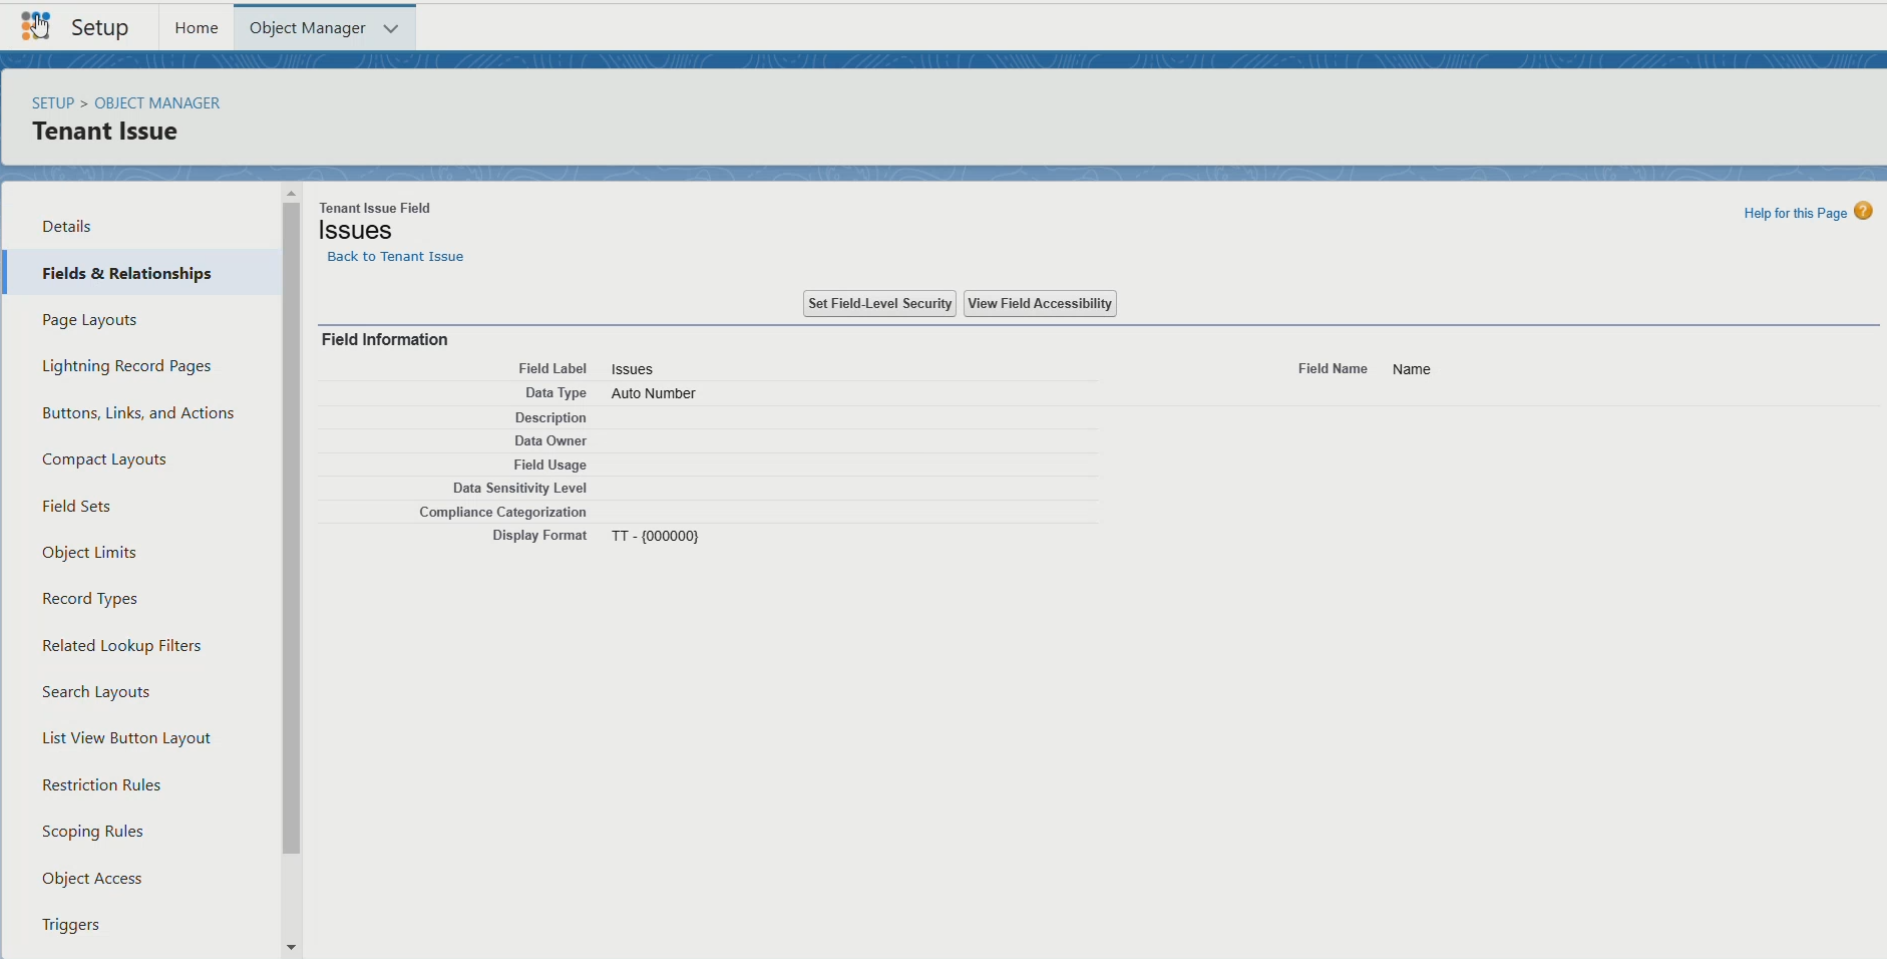 Setup
Home
Object Manager
SETUP > OBJECT MANAGER
Tenant Issue
Details
Fields & Relationships
Page Layouts
Lightning Record Pages
Buttons, Links, and Actions
Compact Layouts
Field Sets
Object Limits
Record Types
Related Lookup Filters
Search Layouts
List View Button Layout
Restriction Rules
Scoping Rules
Object Access
Triggers
Tenant Issue Field
Issues
Back to Tenant Issue
Help for this Page ?
Set Field-Level Security View Field Accessibility
Field Information
Field Label Issues Field Name Name
Data Type Auto Number
Description
Data Owner
Field Usage
Data Sensitivity Level
Compliance Categorization
Display Format TT - {000000}